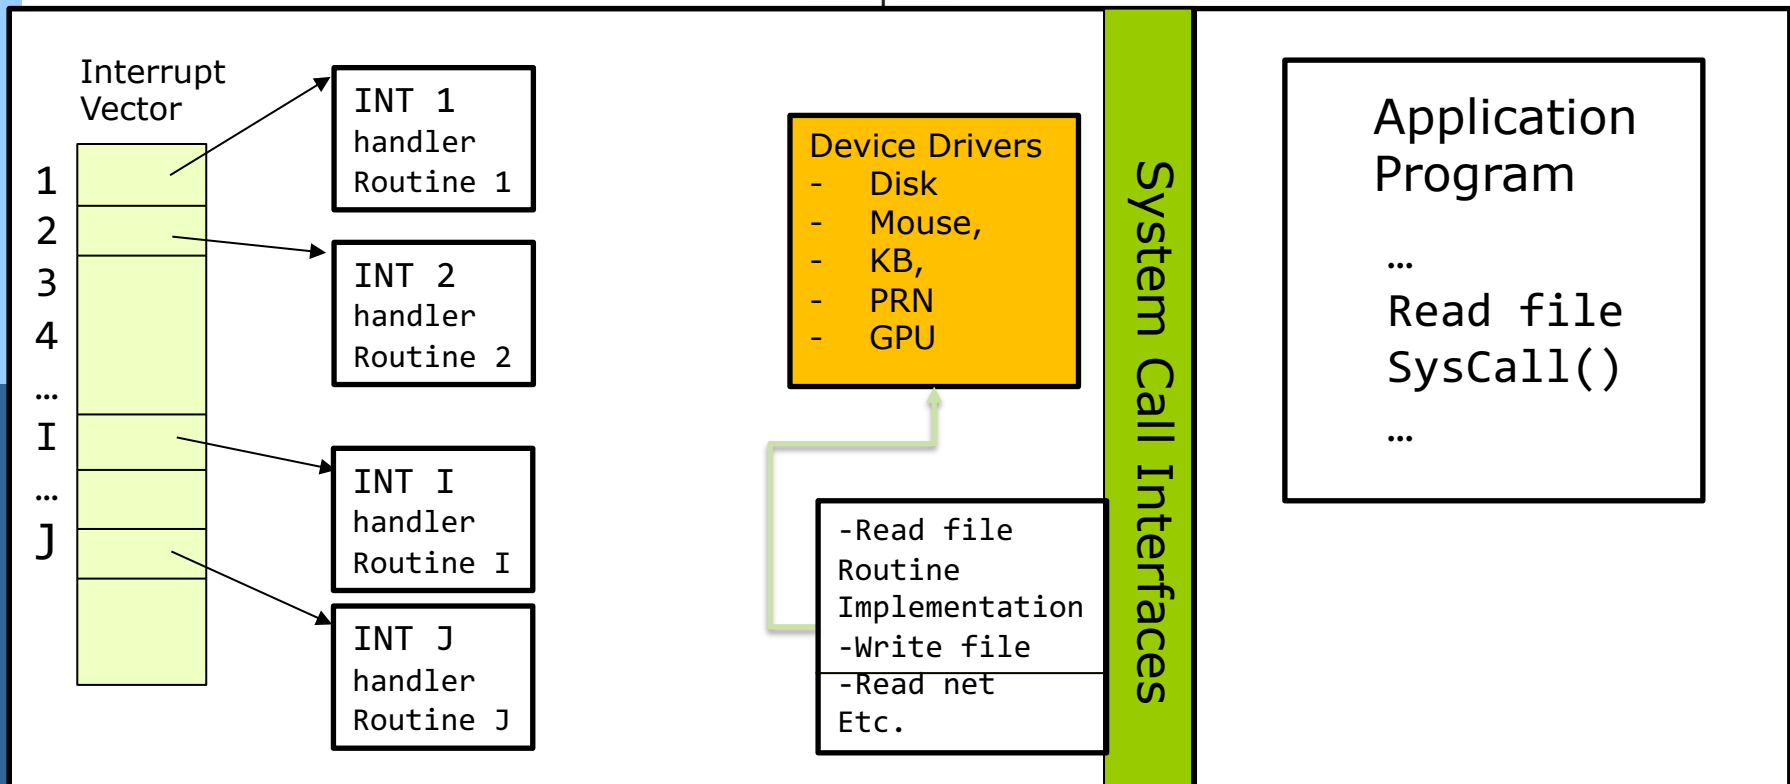 Interrupt
Vector
1
2
3
4
…
I
…
J
INT 1
handler
Routine 1
INT 2
handler
Routine 2
INT I
handler
Routine I
INT J
handler
Routine J
Device Drivers
- Disk
- Mouse,
- KB,
- PRN
- GPU
-Read file
Routine
Implementation
-Write file
-Read net
Etc.
System Call Interfaces
Application
Program
…
Read file
SysCall()
…